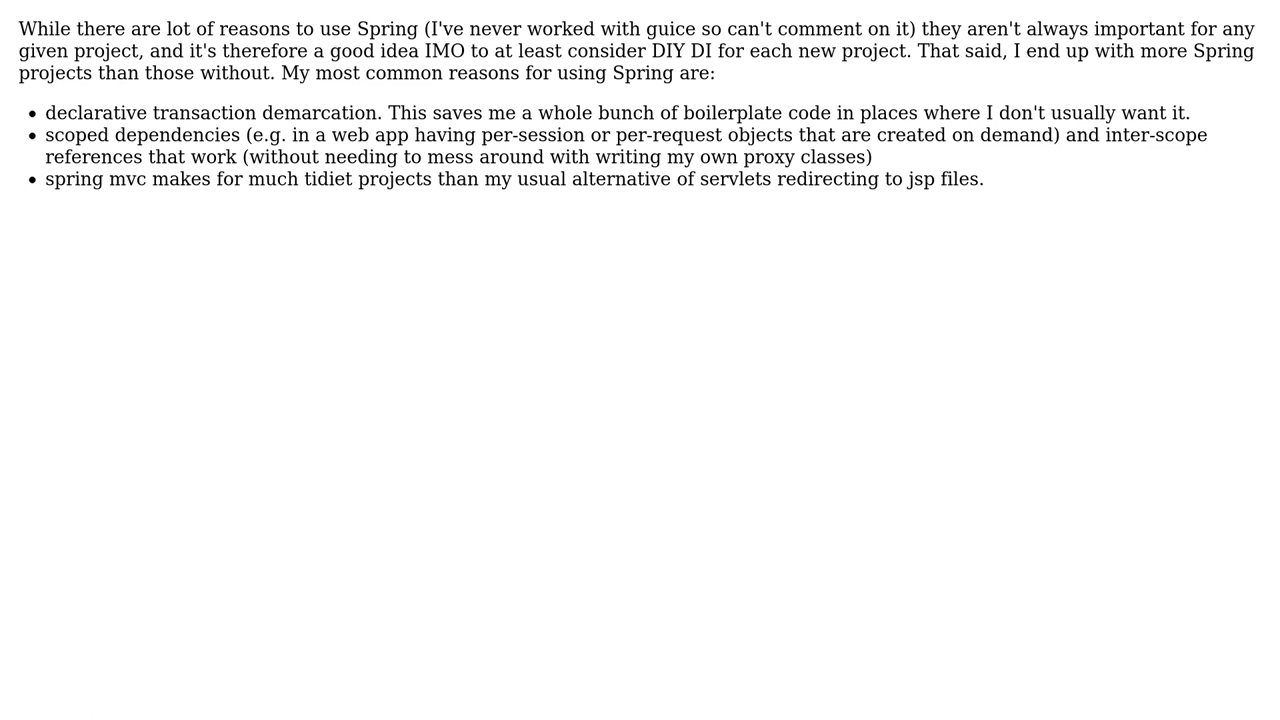 While there are lot of reasons to use Spring (I've never worked with guice so can't comment on it) they aren't always important for any
given project, and it's therefore a good idea IMO to at least consider DIY DI for each new project. That said, I end up with more Spring
projects than those without. My most common reasons for using Spring are:
• declarative transaction demarcation. This saves me a whole bunch of boilerplate code in places where I don't usually want it.
• scoped dependencies (e.g. in a web app having per-session or per-request objects that are created on demand) and inter-scope
references that work (without needing to mess around with writing my own proxy classes)
• spring mvc makes for much tidiet projects than my usual alternative of servlets redirecting to jsp files.